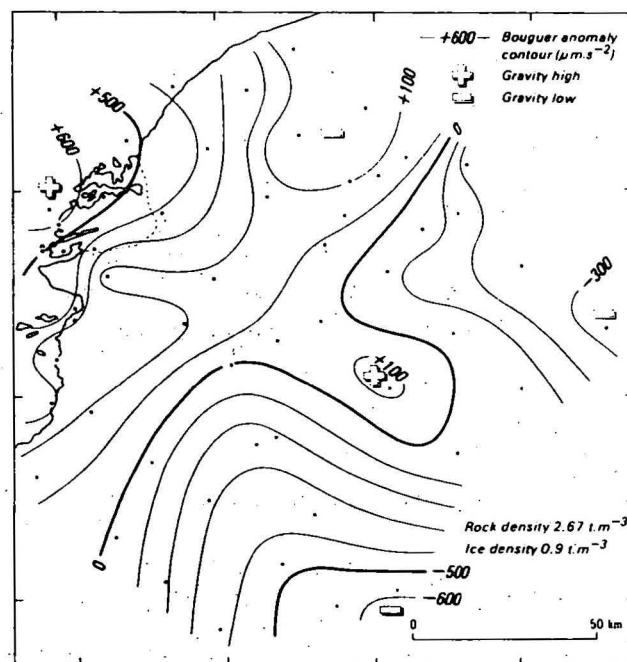 +600 Bouguer anomaly
contour (µm.s⁻²)
Gravity high
Gravity low
+500
+600
+100
0
-300
+100
Rock density 2.67 t.m⁻³
Ice density 0.9 t.m⁻³
0
-500
-600
0 50 km